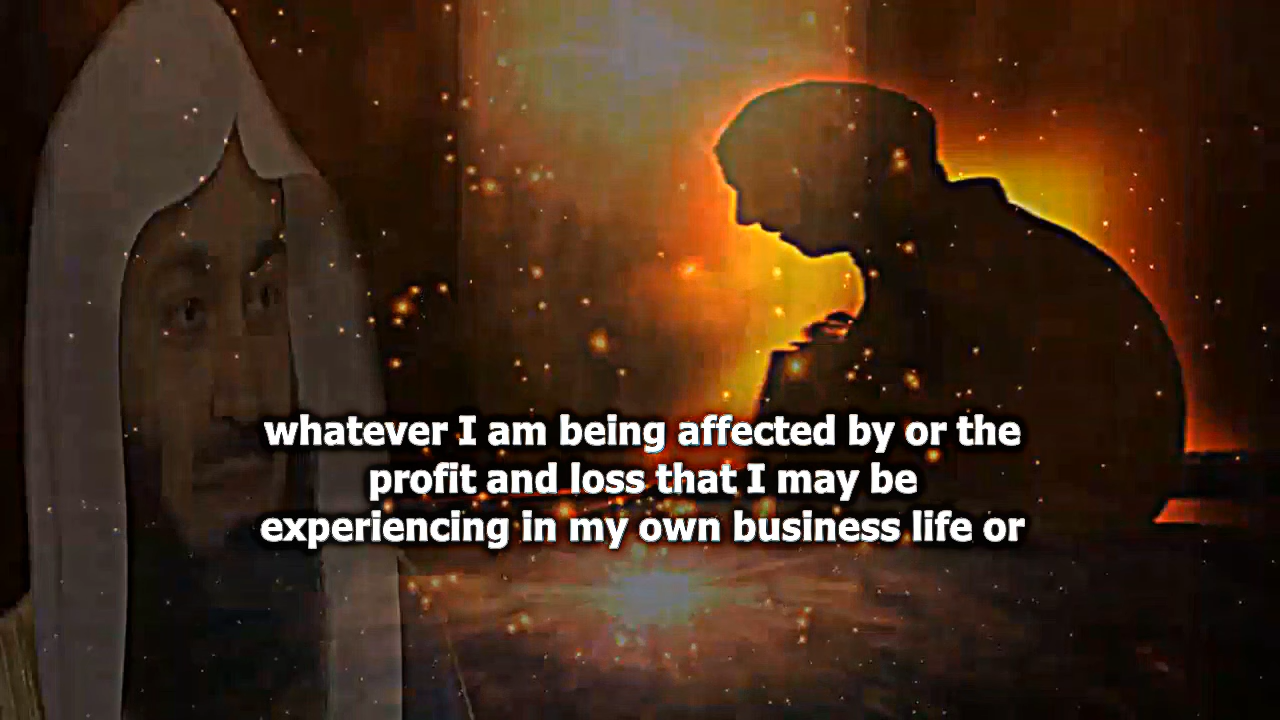 whatever I am being affected by or the
profit and loss that I may be
experiencing in my own business life or